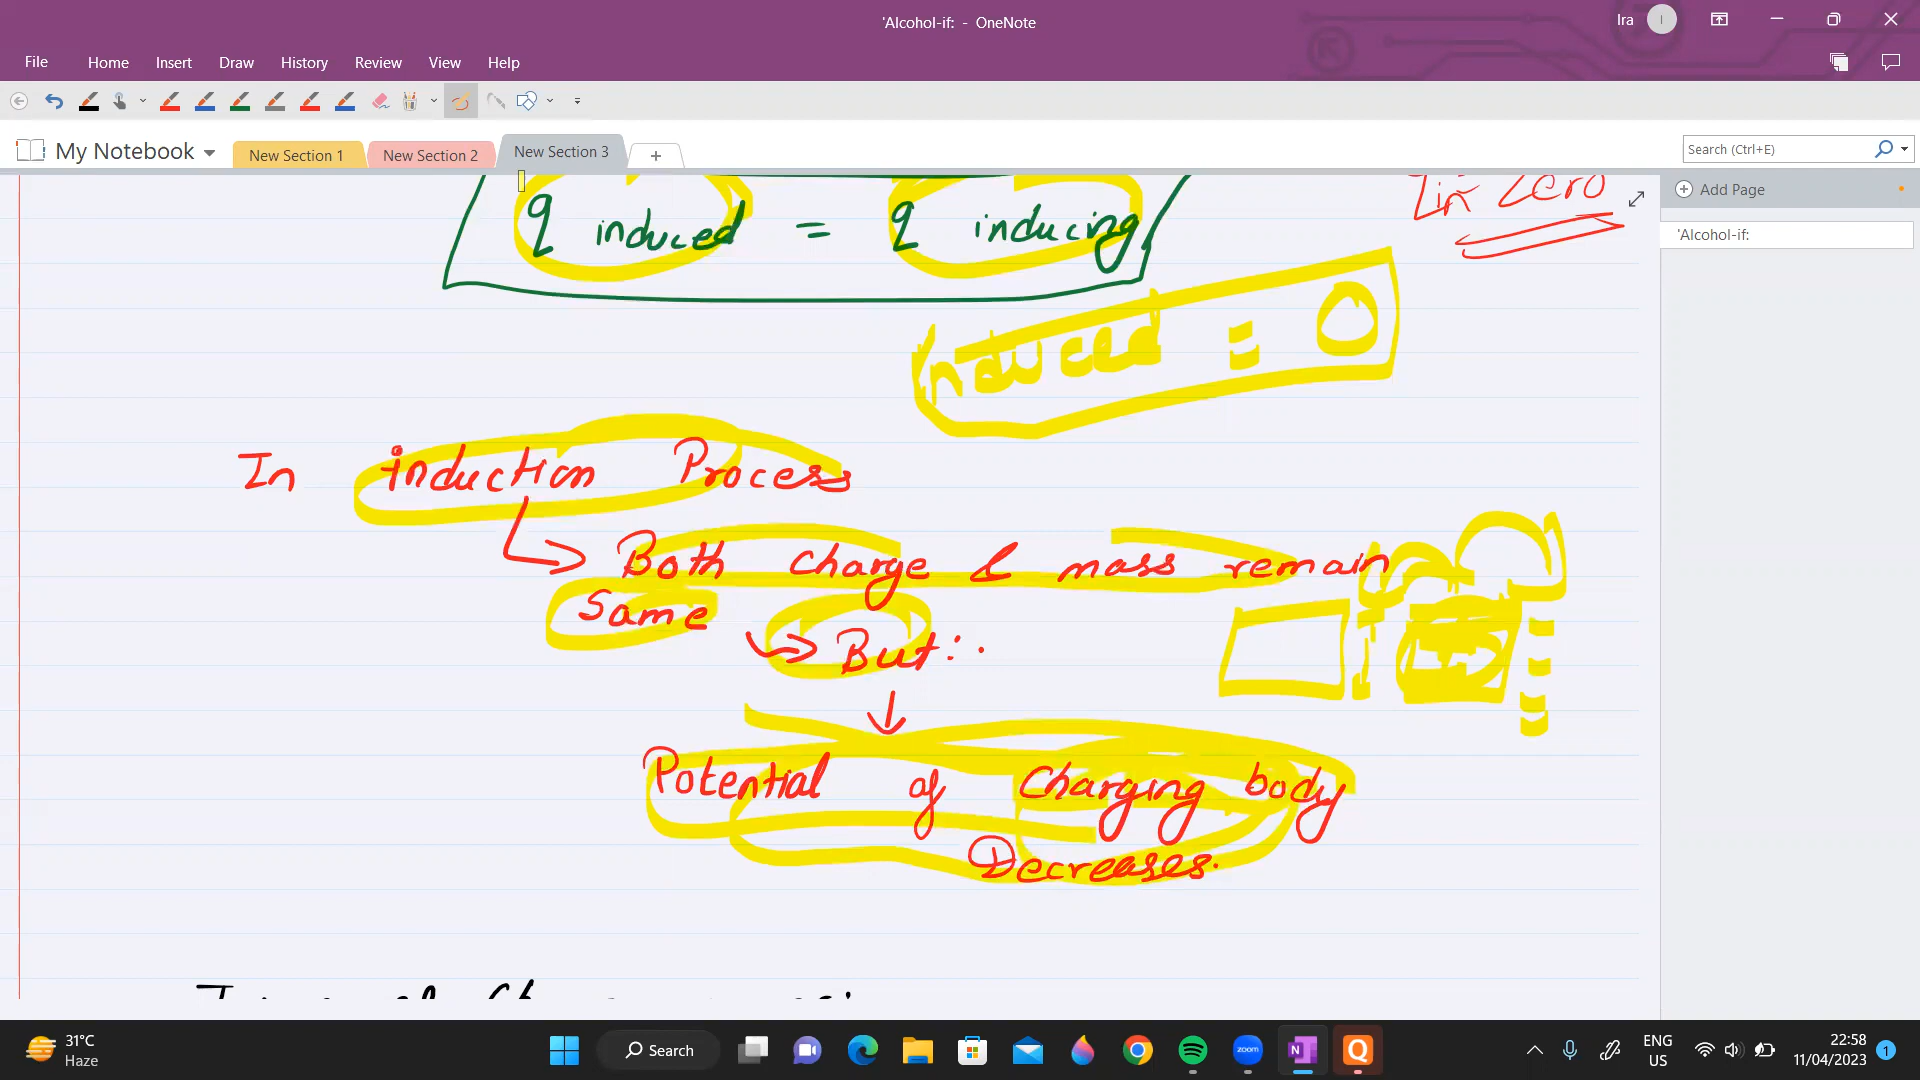 'Alcohol-if: - OneNote
Ira I
File Home Insert Draw History Review View Help
My Notebook New Section 1 New Section 2 New Section 3 +
Search (Ctrl+E)
Add Page
'Alcohol-if:
q induced = q inducing
Zero
induced = 0
In induction Process
Both Charge & mass remain
Same
But:
Potential of Charging body
Decreases.
31°C
Haze
Search
zoom
ENG
US
22:58
11/04/2023
1